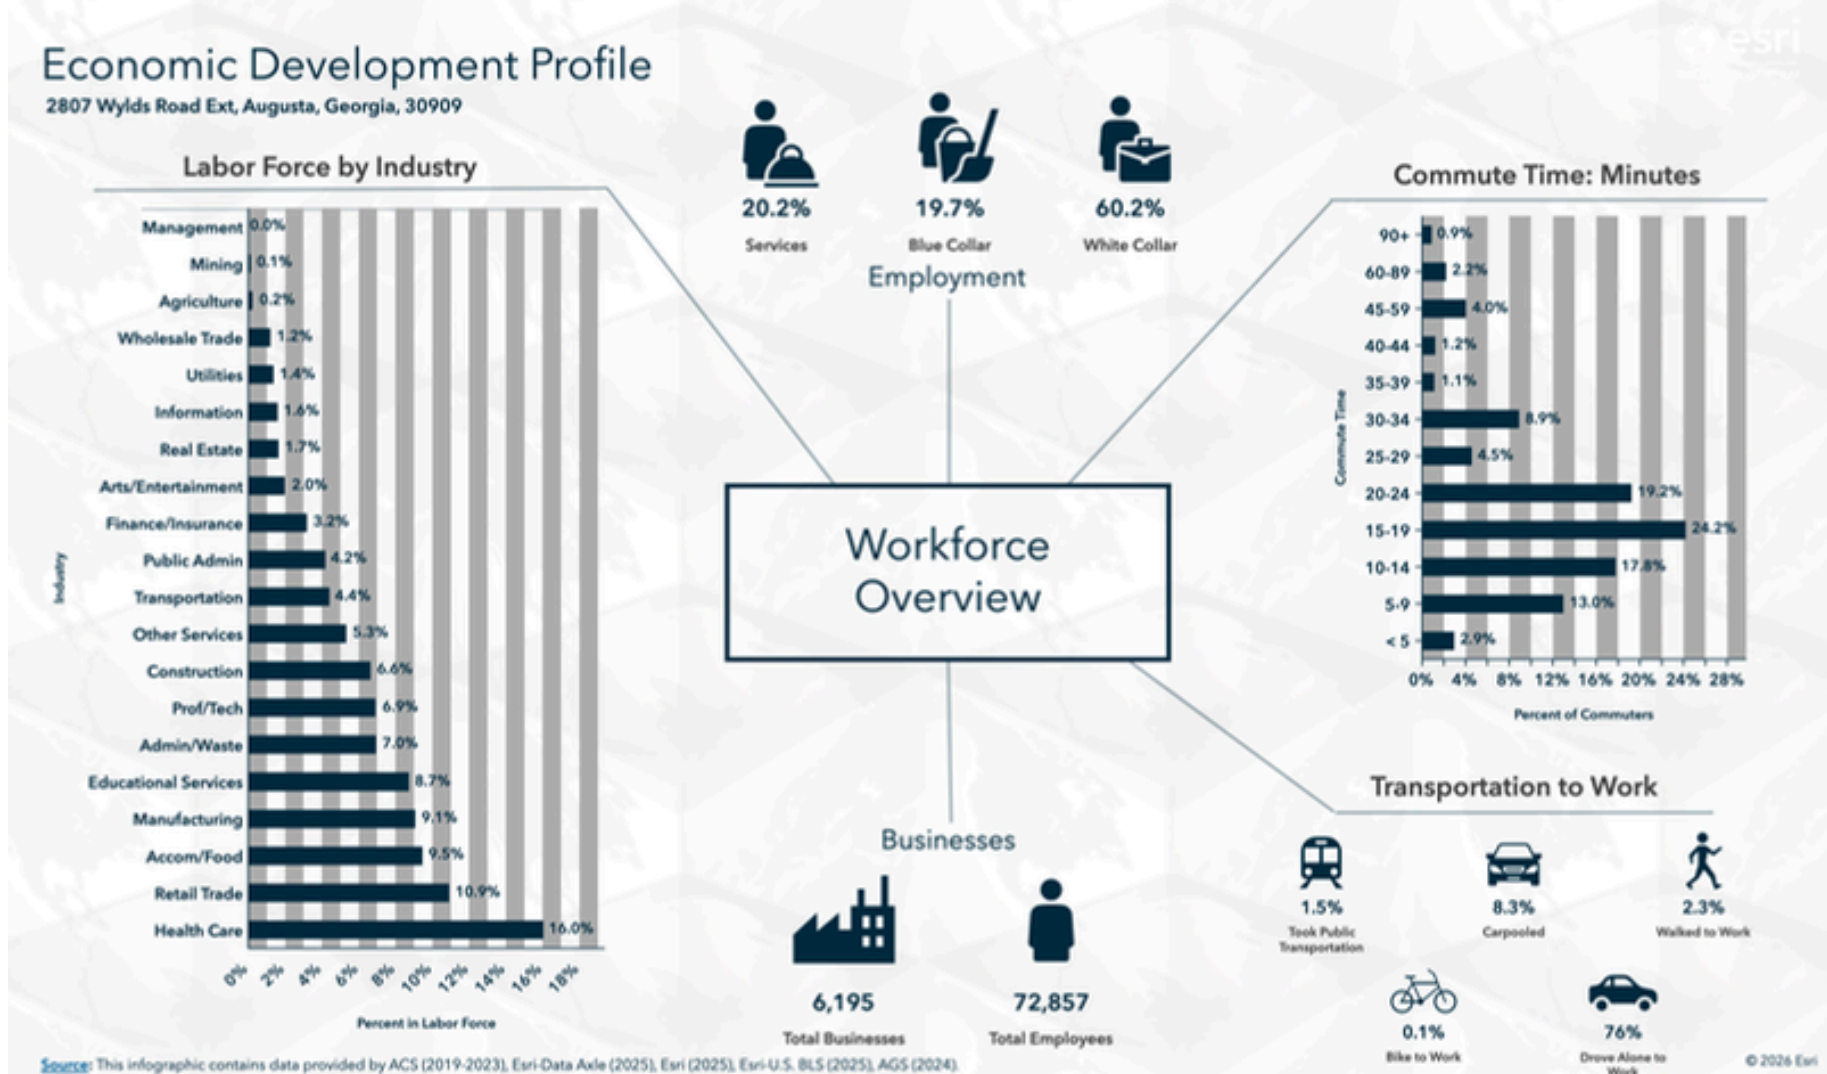 esri
Economic Development Profile
2807 Wylds Road Ext, Augusta, Georgia, 30909
Labor Force by Industry
Management 0.0%
Mining 0.1%
Agriculture 0.2%
Wholesale Trade 1.2%
Utilities 1.4%
Information 1.6%
Real Estate 1.7%
Arts/Entertainment 2.0%
Finance/Insurance 3.2%
Public Admin 4.2%
Transportation 4.4%
Other Services 5.3%
Construction 6.6%
Prof/Tech 6.9%
Admin/Waste 7.0%
Educational Services 8.7%
Manufacturing 9.1%
Accom/Food 9.5%
Retail Trade 10.9%
Health Care 16.0%
Industry
0% 2% 4% 6% 8% 10% 12% 14% 16% 18%
Percent in Labor Force
20.2% 19.7% 60.2%
Services Blue Collar White Collar
Employment
Workforce
Overview
Businesses
6,195 72,857
Total Businesses Total Employees
Commute Time: Minutes
90+ 0.9%
60-89 2.2%
45-59 4.0%
40-44 1.2%
35-39 1.1%
30-34 8.9%
25-29 4.5%
20-24 19.2%
15-19 24.2%
10-14 17.8%
5-9 13.0%
< 5 2.9%
Commute Time
0% 4% 8% 12% 16% 20% 24% 28%
Percent of Commuters
Transportation to Work
1.5% 8.3% 2.3%
Took Public Carpooled Walked to Work
Transportation
0.1% 76%
Bike to Work Drove Alone to
Work
Source: This infographic contains data provided by ACS (2019-2023), Esri-Data Axle (2025), Esri (2025), Esri-U.S. BLS (2025), AGS (2024).
© 2026 Esri